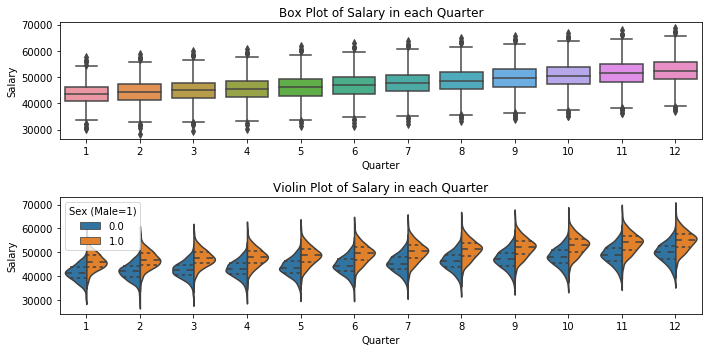 Box Plot of Salary in each Quarter
70000
60000
50000
40000
30000
Salary
1 2 3 4 5 6 7 8 9 10 11 12
Quarter
Violin Plot of Salary in each Quarter
70000
60000
50000
40000
30000
Salary
Sex (Male=1)
0.0
1.0
1 2 3 4 5 6 7 8 9 10 11 12
Quarter